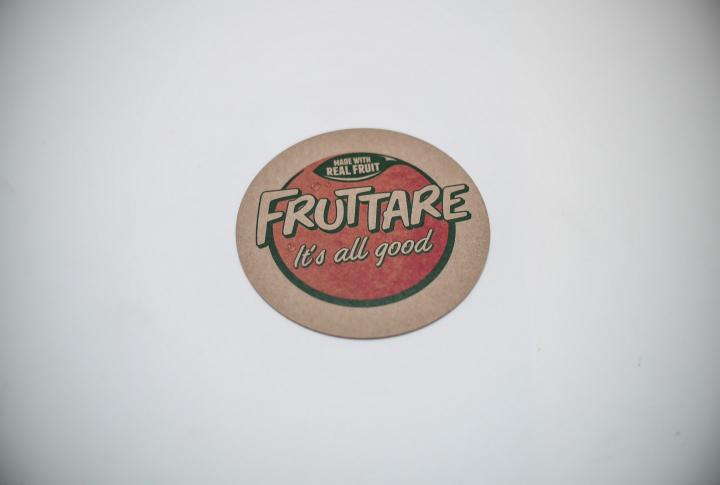 MADE WITH
REAL FRUIT
FRUTTARE
It's all good